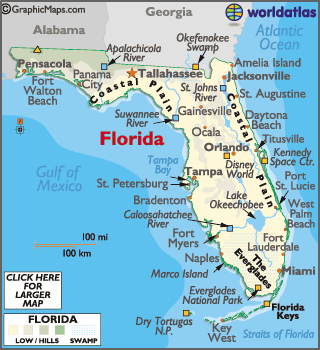 ©GraphicMaps.com
Georgia
worldatlas
Alabama
Atlantic
Ocean
Apalachicola
River
Okefenokee
Swamp
Pensacola
Panama
City
Tallahassee
Amelia Island
Jacksonville
Fort
Walton
Beach
Coastal Plain
St. Johns
River
St. Augustine
Suwannee
River
Gainesville
Coastal Plain
Daytona
Beach
Florida
Ocala
Titusville
Orlando
Kennedy
Space Ctr.
Gulf of
Mexico
Tampa
Bay
Tampa
Disney
World
St. Petersburg
Port
St. Lucie
Lake
Okeechobee
Bradenton
West
Palm
Beach
Caloosahatchee
River
Fort
Myers
Fort
Lauderdale
100 mi
100 km
Naples
The
Everglades
Miami
Marco Island
CLICK HERE
FOR
LARGER
MAP
Everglades
National Park
Florida
Keys
FLORIDA
LOW / HILLS
SWAMP
Dry Tortugas
N.P.
Key
West
Straits of Florida